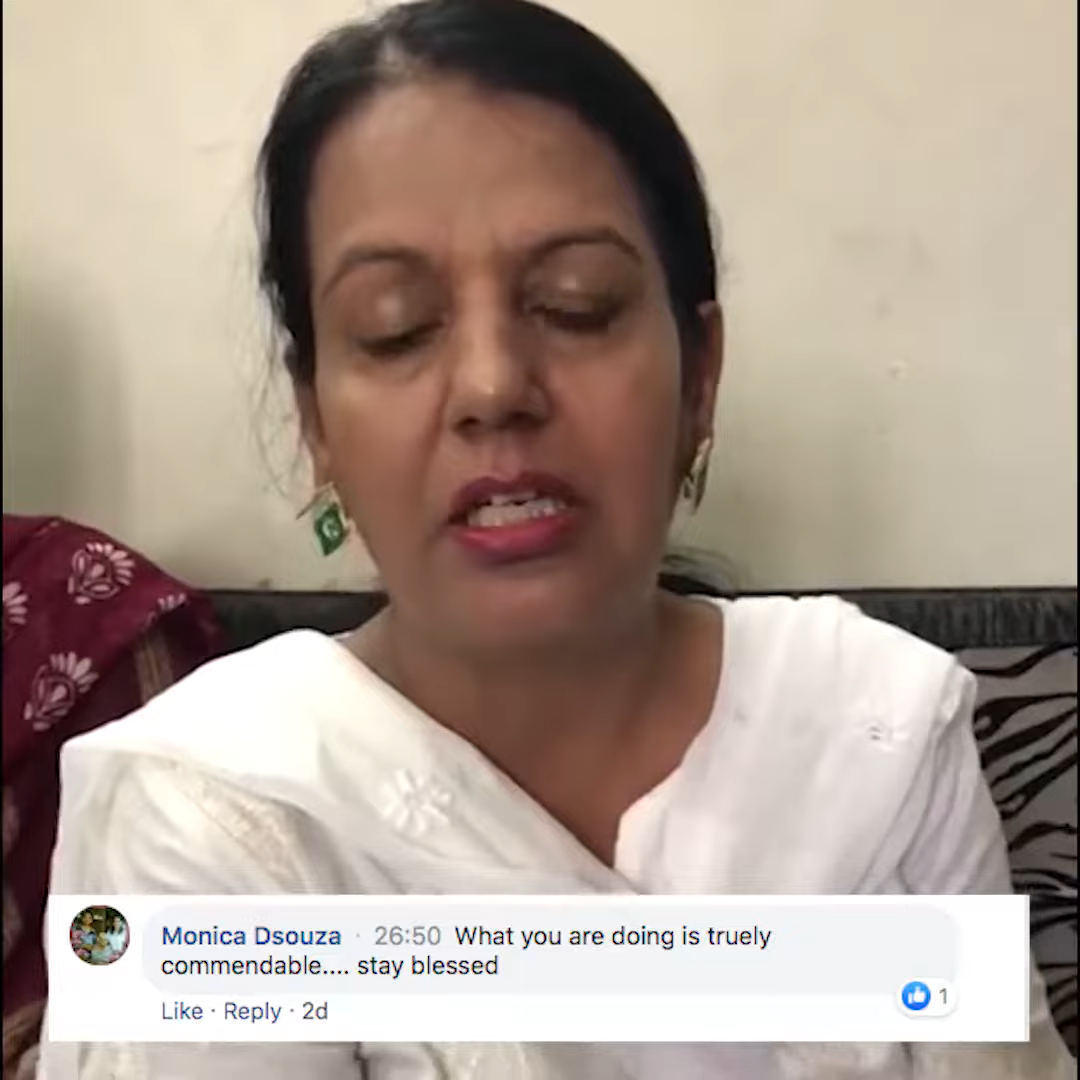 Monica Dsouza · 26:50 What you are doing is truely
commendable.... stay blessed
Like · Reply · 2d
1